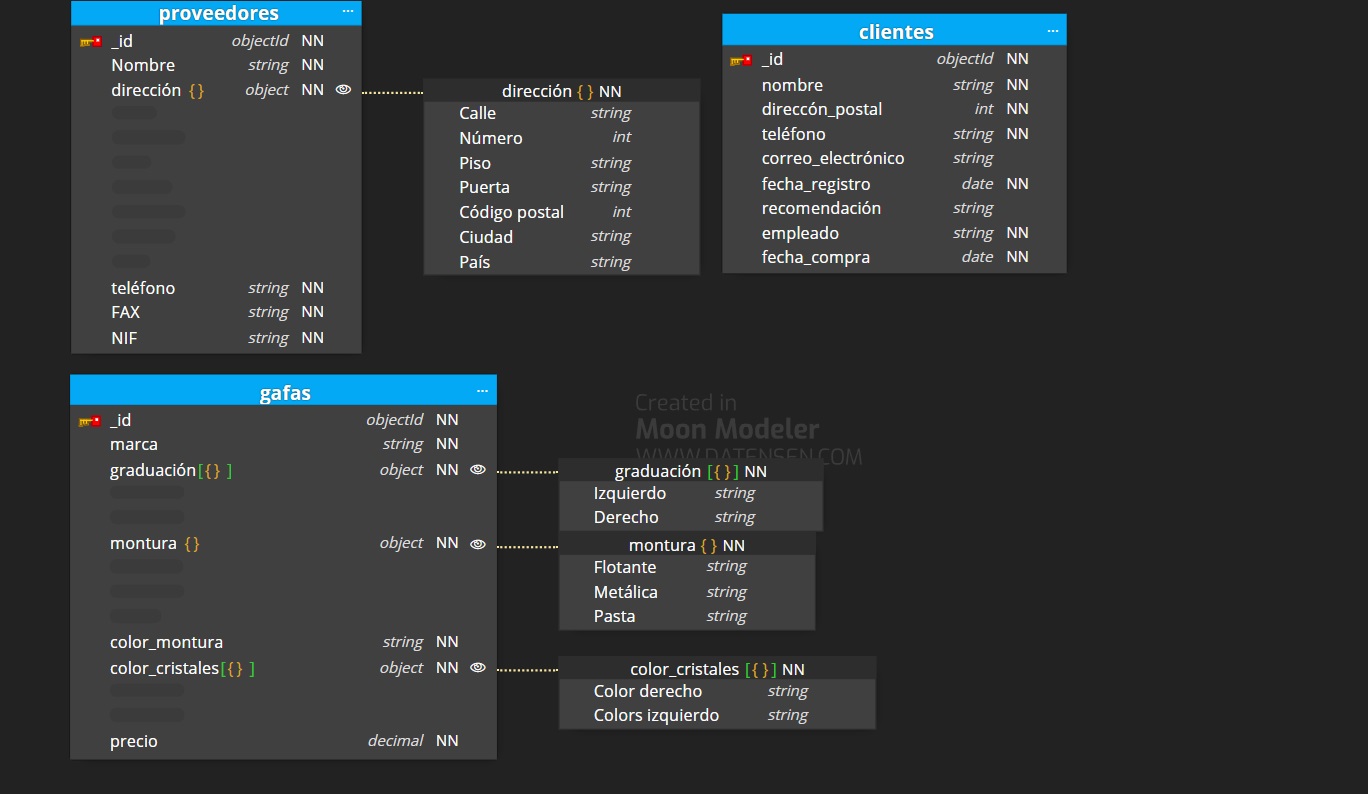 proveedores ...
_id objectId NN
Nombre string NN
dirección {} object NN
teléfono string NN
FAX string NN
NIF string NN
dirección { } NN
Calle string
Número int
Piso string
Puerta string
Código postal int
Ciudad string
País string
clientes ...
_id objectId NN
nombre string NN
direccón_postal int NN
teléfono string NN
correo_electrónico string
fecha_registro date NN
recomendación string
empleado string NN
fecha_compra date NN
gafas ...
_id objectId NN
marca string NN
graduación[{} ] object NN
montura {} object NN
color_montura string NN
color_cristales[{} ] object NN
precio decimal NN
Created in
Moon Modeler
WWW.DATENSEN.COM
graduación [{ }] NN
Izquierdo string
Derecho string
montura { } NN
Flotante string
Metálica string
Pasta string
color_cristales [{ }] NN
Color derecho string
Colors izquierdo string